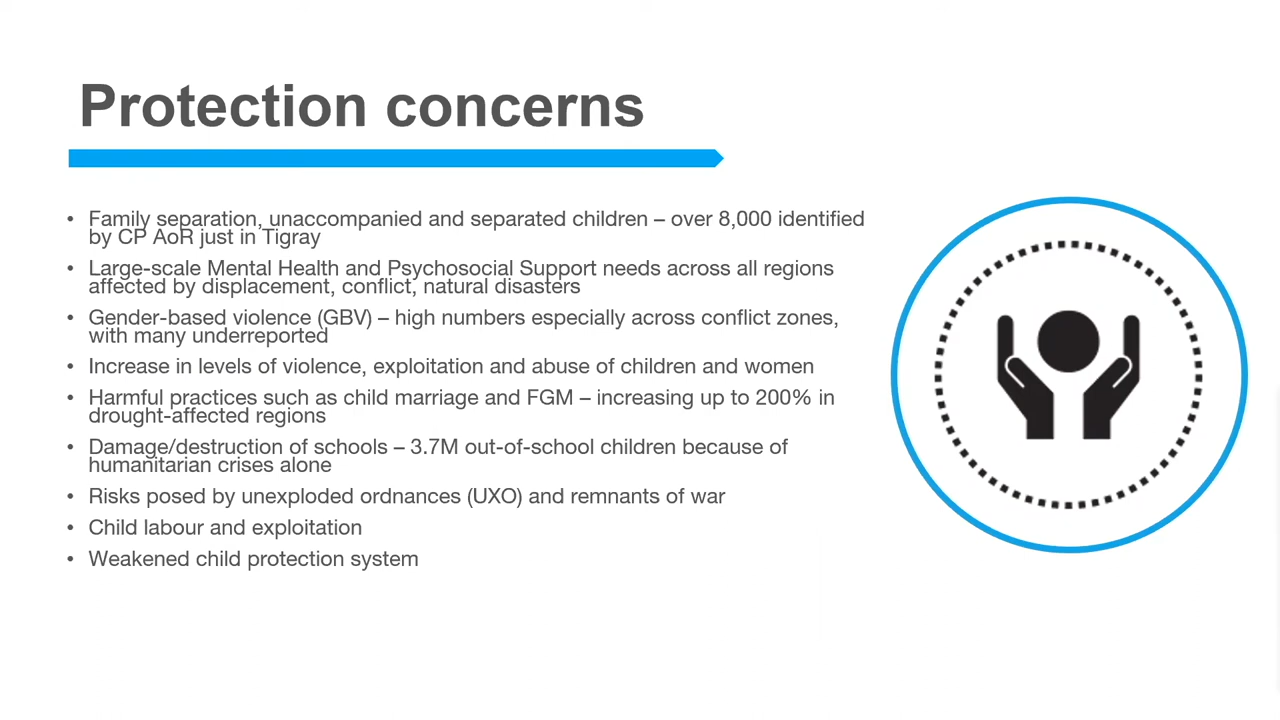 Protection concerns
• Family separation, unaccompanied and separated children – over 8,000 identified
by CP AoR just in Tigray
• Large-scale Mental Health and Psychosocial Support needs across all regions
affected by displacement, conflict, natural disasters
• Gender-based violence (GBV) – high numbers especially across conflict zones,
with many underreported
• Increase in levels of violence, exploitation and abuse of children and women
• Harmful practices such as child marriage and FGM – increasing up to 200% in
drought-affected regions
• Damage/destruction of schools – 3.7M out-of-school children because of
humanitarian crises alone
• Risks posed by unexploded ordnances (UXO) and remnants of war
• Child labour and exploitation
• Weakened child protection system